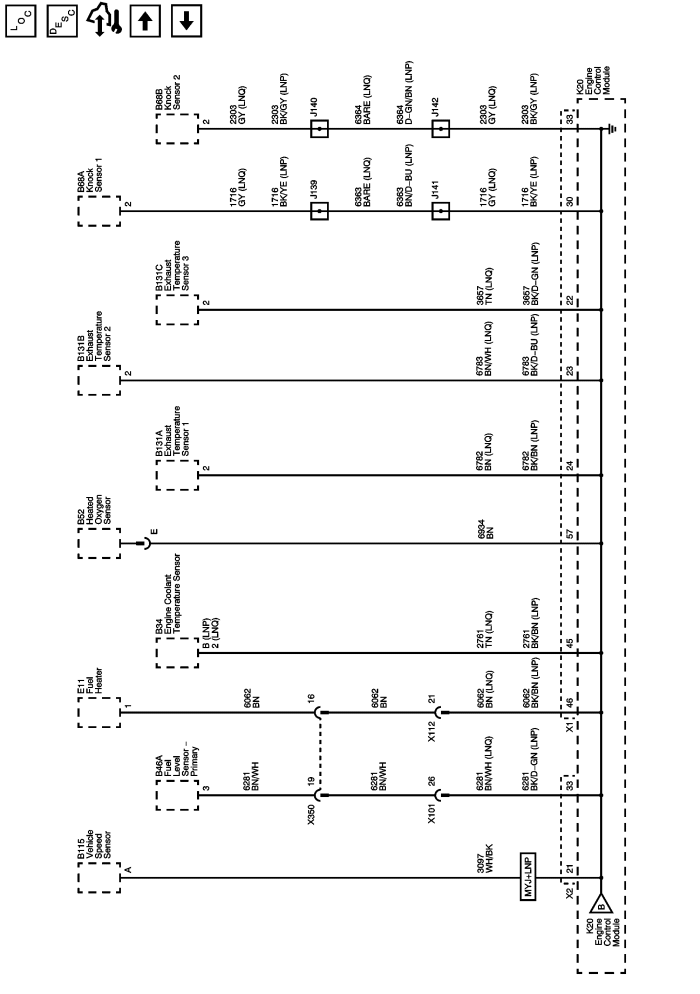 LOC
DESC
B68B
Knock
Sensor 2
2
2303
GY (LNQ)
2303
BK/GY (LNP)
J140
6364
BARE (LNQ)
6364
D-GN/BN (LNP)
J142
2303
GY (LNQ)
2303
BK/GY (LNP)
33
K20
Engine
Control
Module
B68A
Knock
Sensor 1
2
1716
GY (LNQ)
1716
BK/YE (LNP)
J139
6363
BARE (LNQ)
6363
BN/D-BU (LNP)
J141
1716
GY (LNQ)
1716
BK/YE (LNP)
30
B131C
Exhaust
Temperature
Sensor 3
2
3657
TN (LNQ)
3657
BK/D-GN (LNP)
22
B131B
Exhaust
Temperature
Sensor 2
2
6783
BN/WH (LNQ)
6783
BK/D-BU (LNP)
23
B131A
Exhaust
Temperature
Sensor 1
2
6782
BN (LNQ)
6782
BK/BN (LNP)
24
B52
Heated
Oxygen
Sensor
E
6934
BN
57
B34
Engine Coolant
Temperature Sensor
B (LNP)
2 (LNQ)
2761
TN (LNQ)
2761
BK/BN (LNP)
45
E11
Fuel
Heater
1
6062
BN
16
6062
BN
21
X112
6062
BN (LNQ)
6062
BK/BN (LNP)
46
X1
B46A
Fuel
Level
Sensor –
Primary
3
6281
BN/WH
19
X350
6281
BN/WH
26
X101
6281
BN/WH (LNQ)
6281
BK/D-GN (LNP)
33
B115
Vehicle
Speed
Sensor
A
3097
WH/BK
MYJ+LNP
21
X2
B
K20
Engine
Control
Module